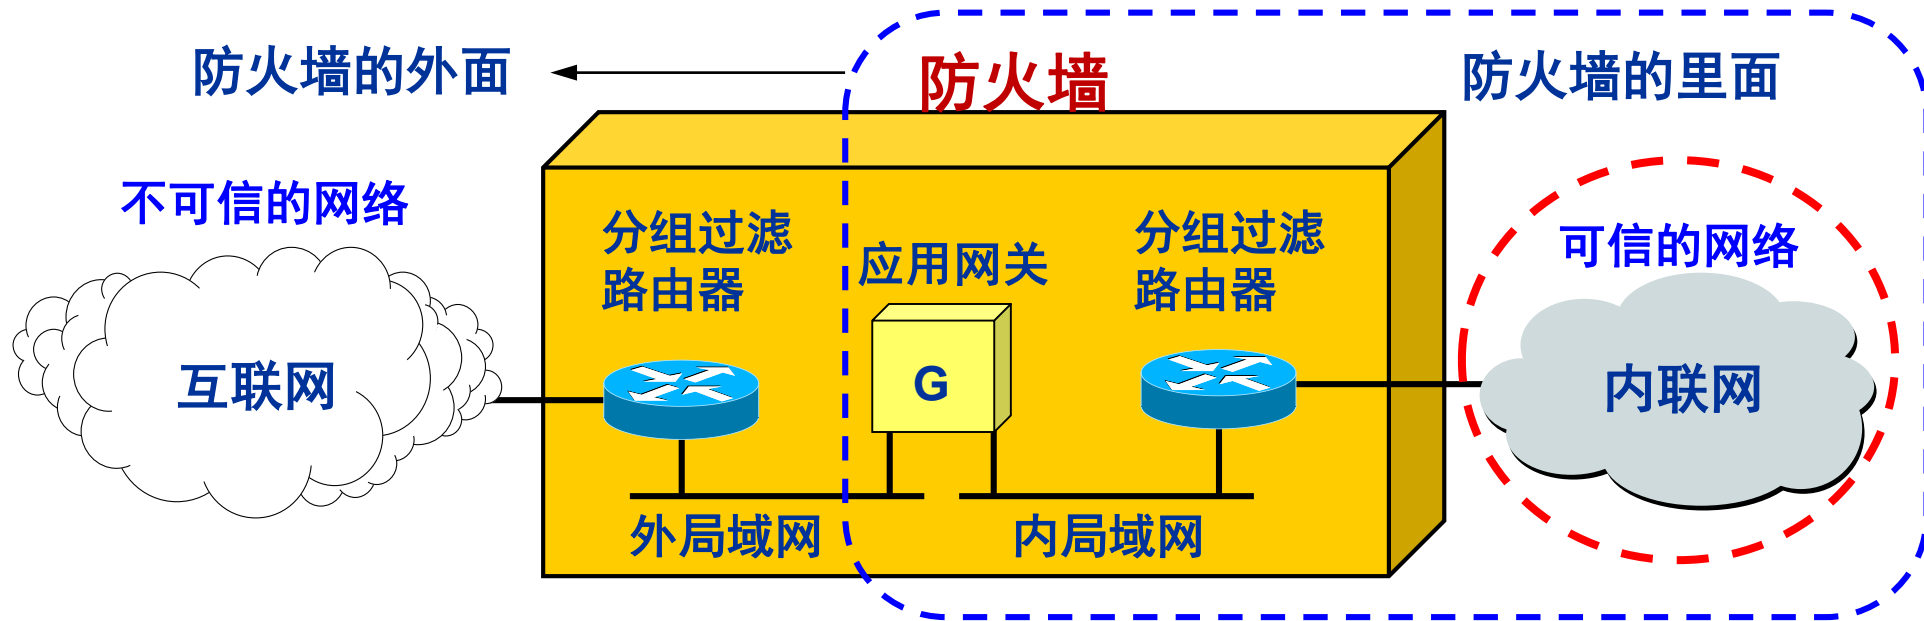 防火墙的外面
防火墙
防火墙的里面
不可信的网络
分组过滤
路由器
应用网关
分组过滤
路由器
可信的网络
互联网
G
内联网
外局域网
内局域网